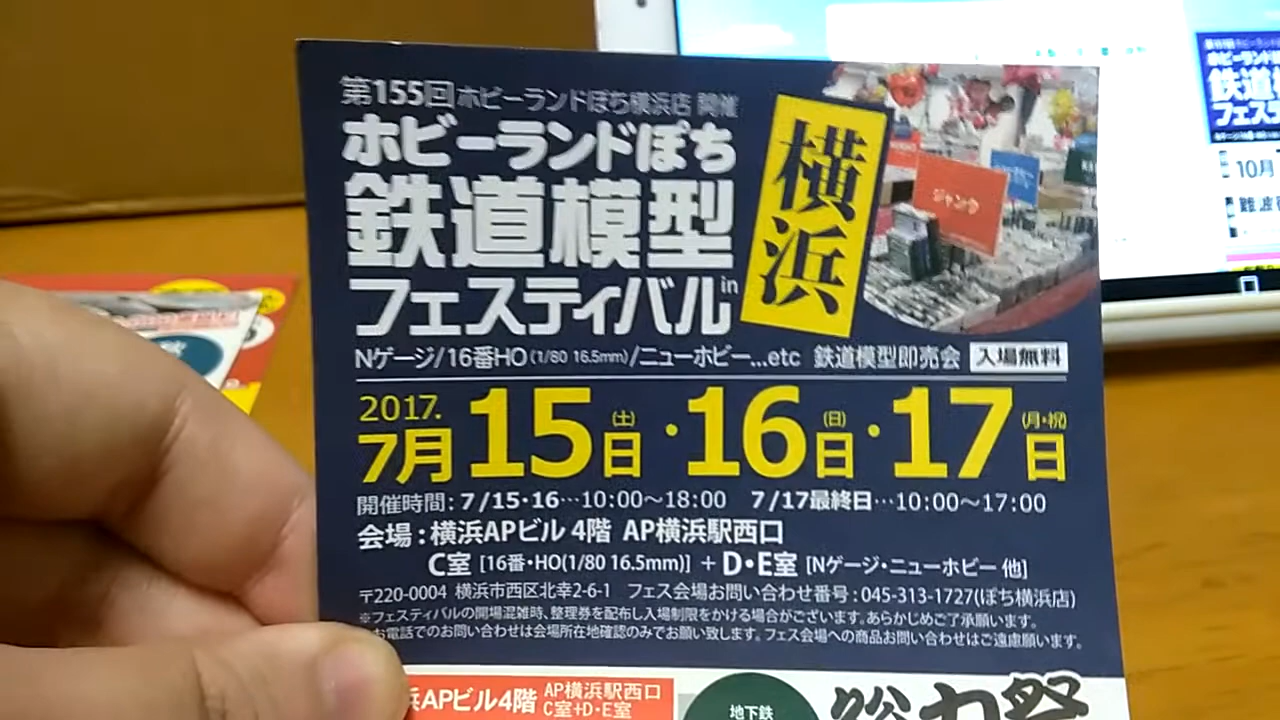 第155回ホビーランドぽち横浜店 開催
ホビーランドぽち
鉄道模型
フェスティバル in
横浜
ジャンク
Nゲージ/16番HO(1/80 16.5mm)/ニューホビー...etc 鉄道模型即売会 入場無料
2017.
7月15日(土)・16日(日)・17日(月・祝)
開催時間:7/15・16…10:00〜18:00 7/17最終日…10:00〜17:00
会場:横浜APビル 4階 AP横浜駅西口
C室 [16番・HO(1/80 16.5mm)] + D・E室 [Nゲージ・ニューホビー 他]
〒220-0004 横浜市西区北幸2-6-1 フェス会場お問い合わせ番号:045-313-1727(ぽち横浜店)
※フェスティバルの開場混雑時、整理券を配布し入場制限をかける場合がございます。あらかじめご了承願います。
お電話でのお問い合わせは会場所在地確認のみでお願い致します。フェス会場への商品お問い合わせはご遠慮願います。
浜APビル4階 AP横浜駅西口
C室+D・E室
地下鉄
鉄道
フェステ
10月